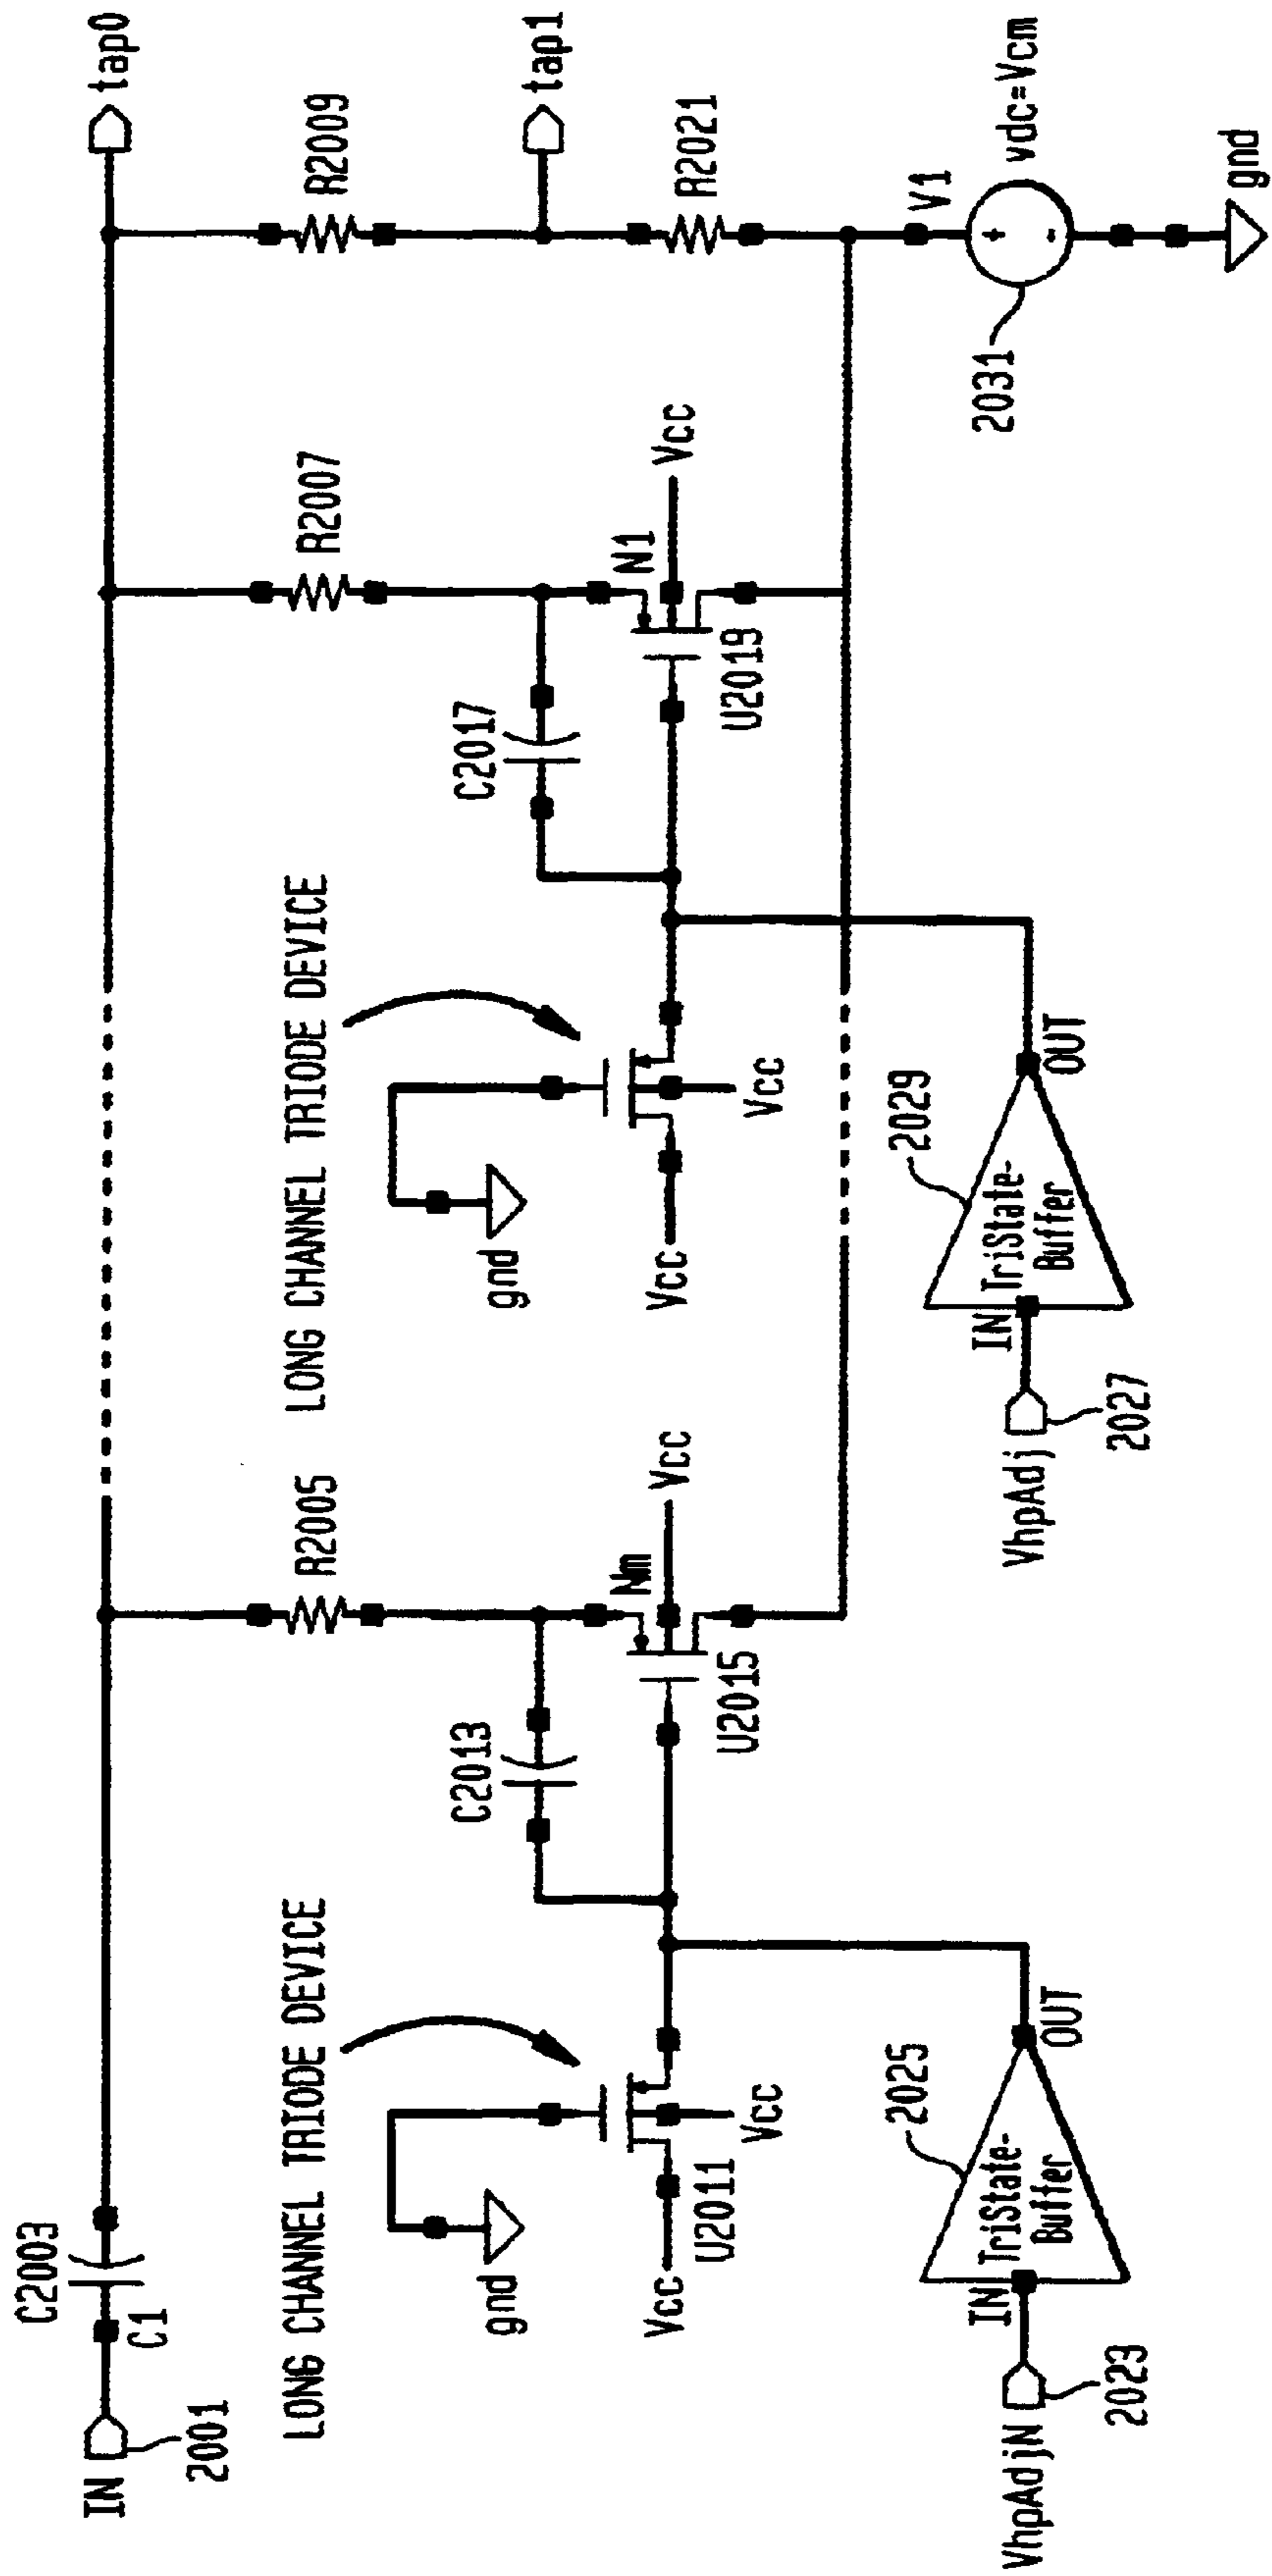 IN
2001
C2003
C1
tap0
LONG CHANNEL TRIODE DEVICE
gnd
Vcc
U2011
Vcc
C2013
R2005
Nm
Vcc
U2015
VhpAdjN
2023
IN
TriState-
Buffer
2025
OUT
LONG CHANNEL TRIODE DEVICE
gnd
Vcc
Vcc
C2017
R2007
N1
Vcc
U2019
VhpAdj
2027
IN
TriState-
Buffer
2029
OUT
R2009
tap1
R2021
V1
vdc=Vcm
+
-
2031
gnd